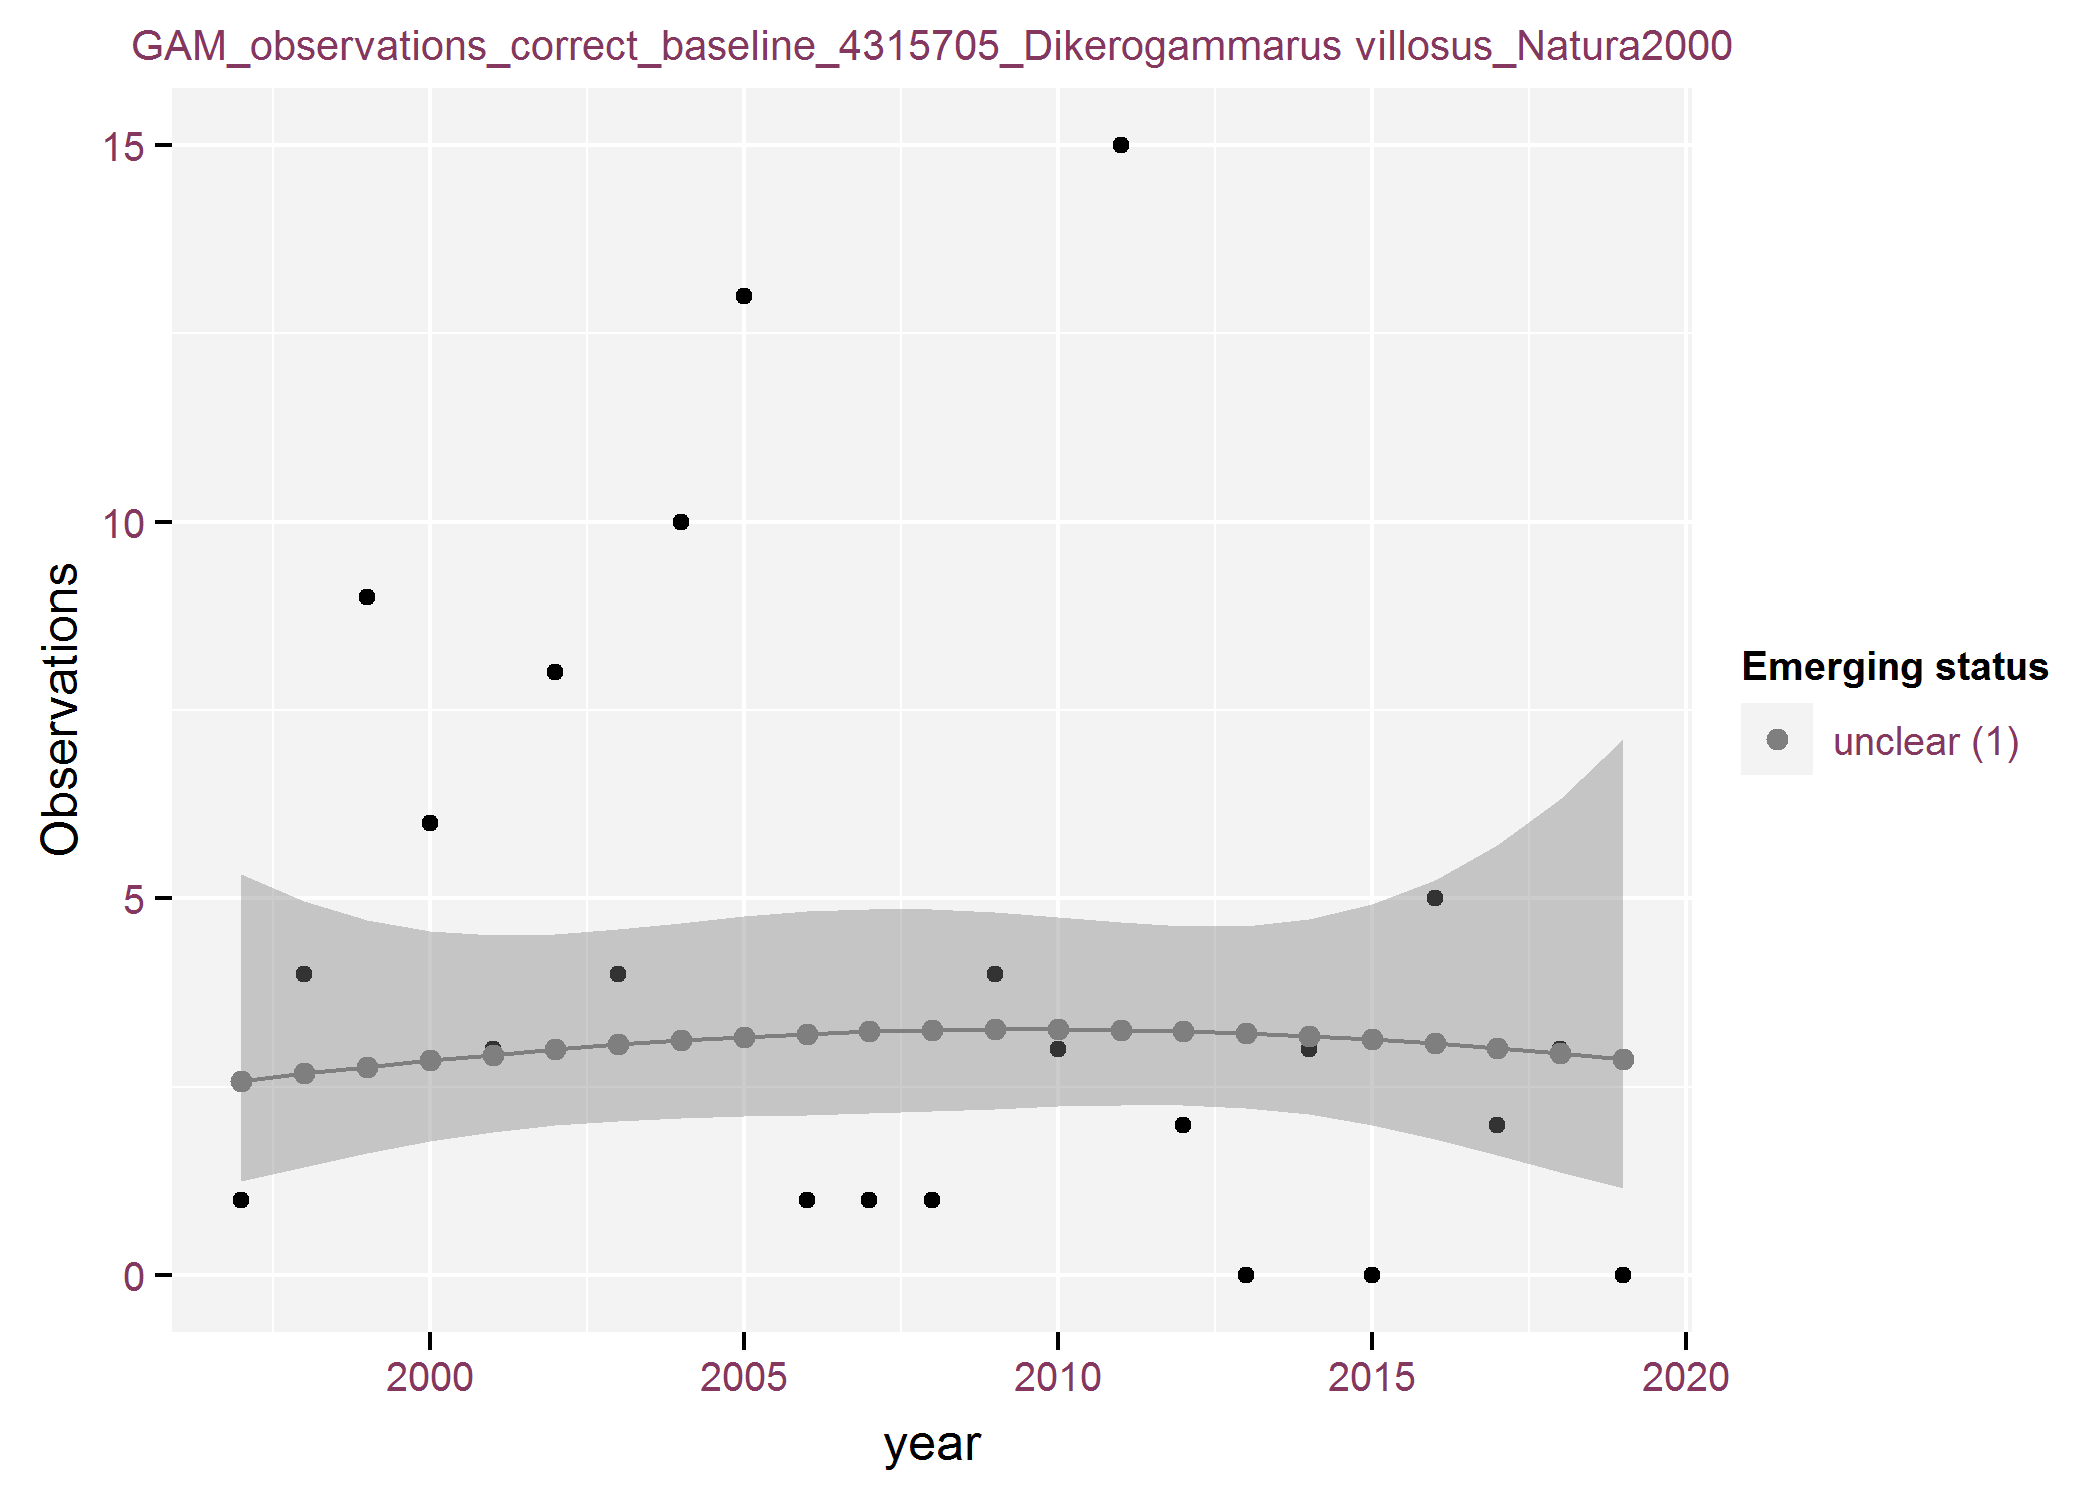 GAM_observations_correct_baseline_4315705_Dikerogammarus villosus_Natura2000
15
10
5
0
Observations
2000
2005
2010
2015
2020
year
Emerging status
unclear (1)